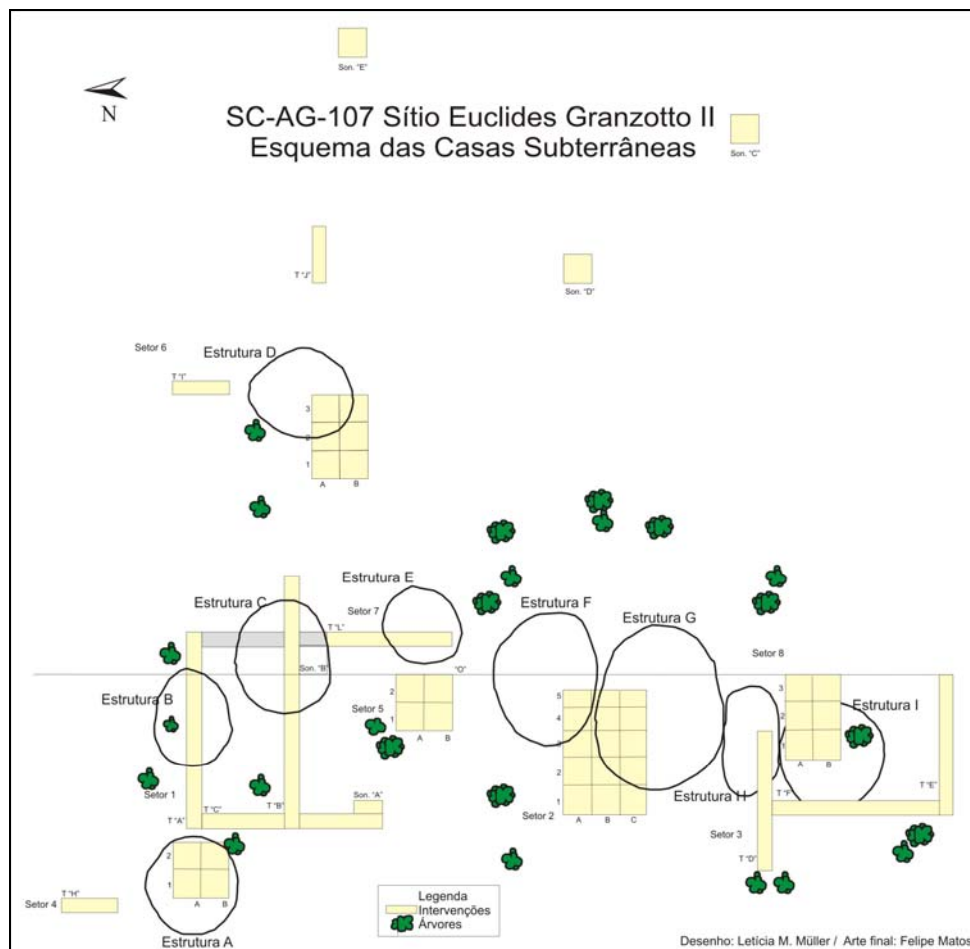 Son. "E"
N
SC-AG-107 Sítio Euclides Granzotto II
Esquema das Casas Subterrâneas
Son. "C"
T "J"
Son. "D"
Setor 6
Estrutura D
T "I"
3
2
1
A B
Estrutura E
Estrutura C
Setor 7
Estrutura F
Estrutura G
T "L"
Setor 8
Son. "B"
"O"
Estrutura B
2
1
Setor 5
A B
5
4
3
2
1
A B C
3
2
1
A B
Estrutura I
Setor 1
T "A"
T "C"
T "B"
Son. "A"
Setor 2
Estrutura H
T "F"
T "E"
Setor 3
T "D"
2
1
A B
T "H"
Setor 4
Estrutura A
Legenda
Intervenções
Árvores
Desenho: Letícia M. Müller / Arte final: Felipe Matos